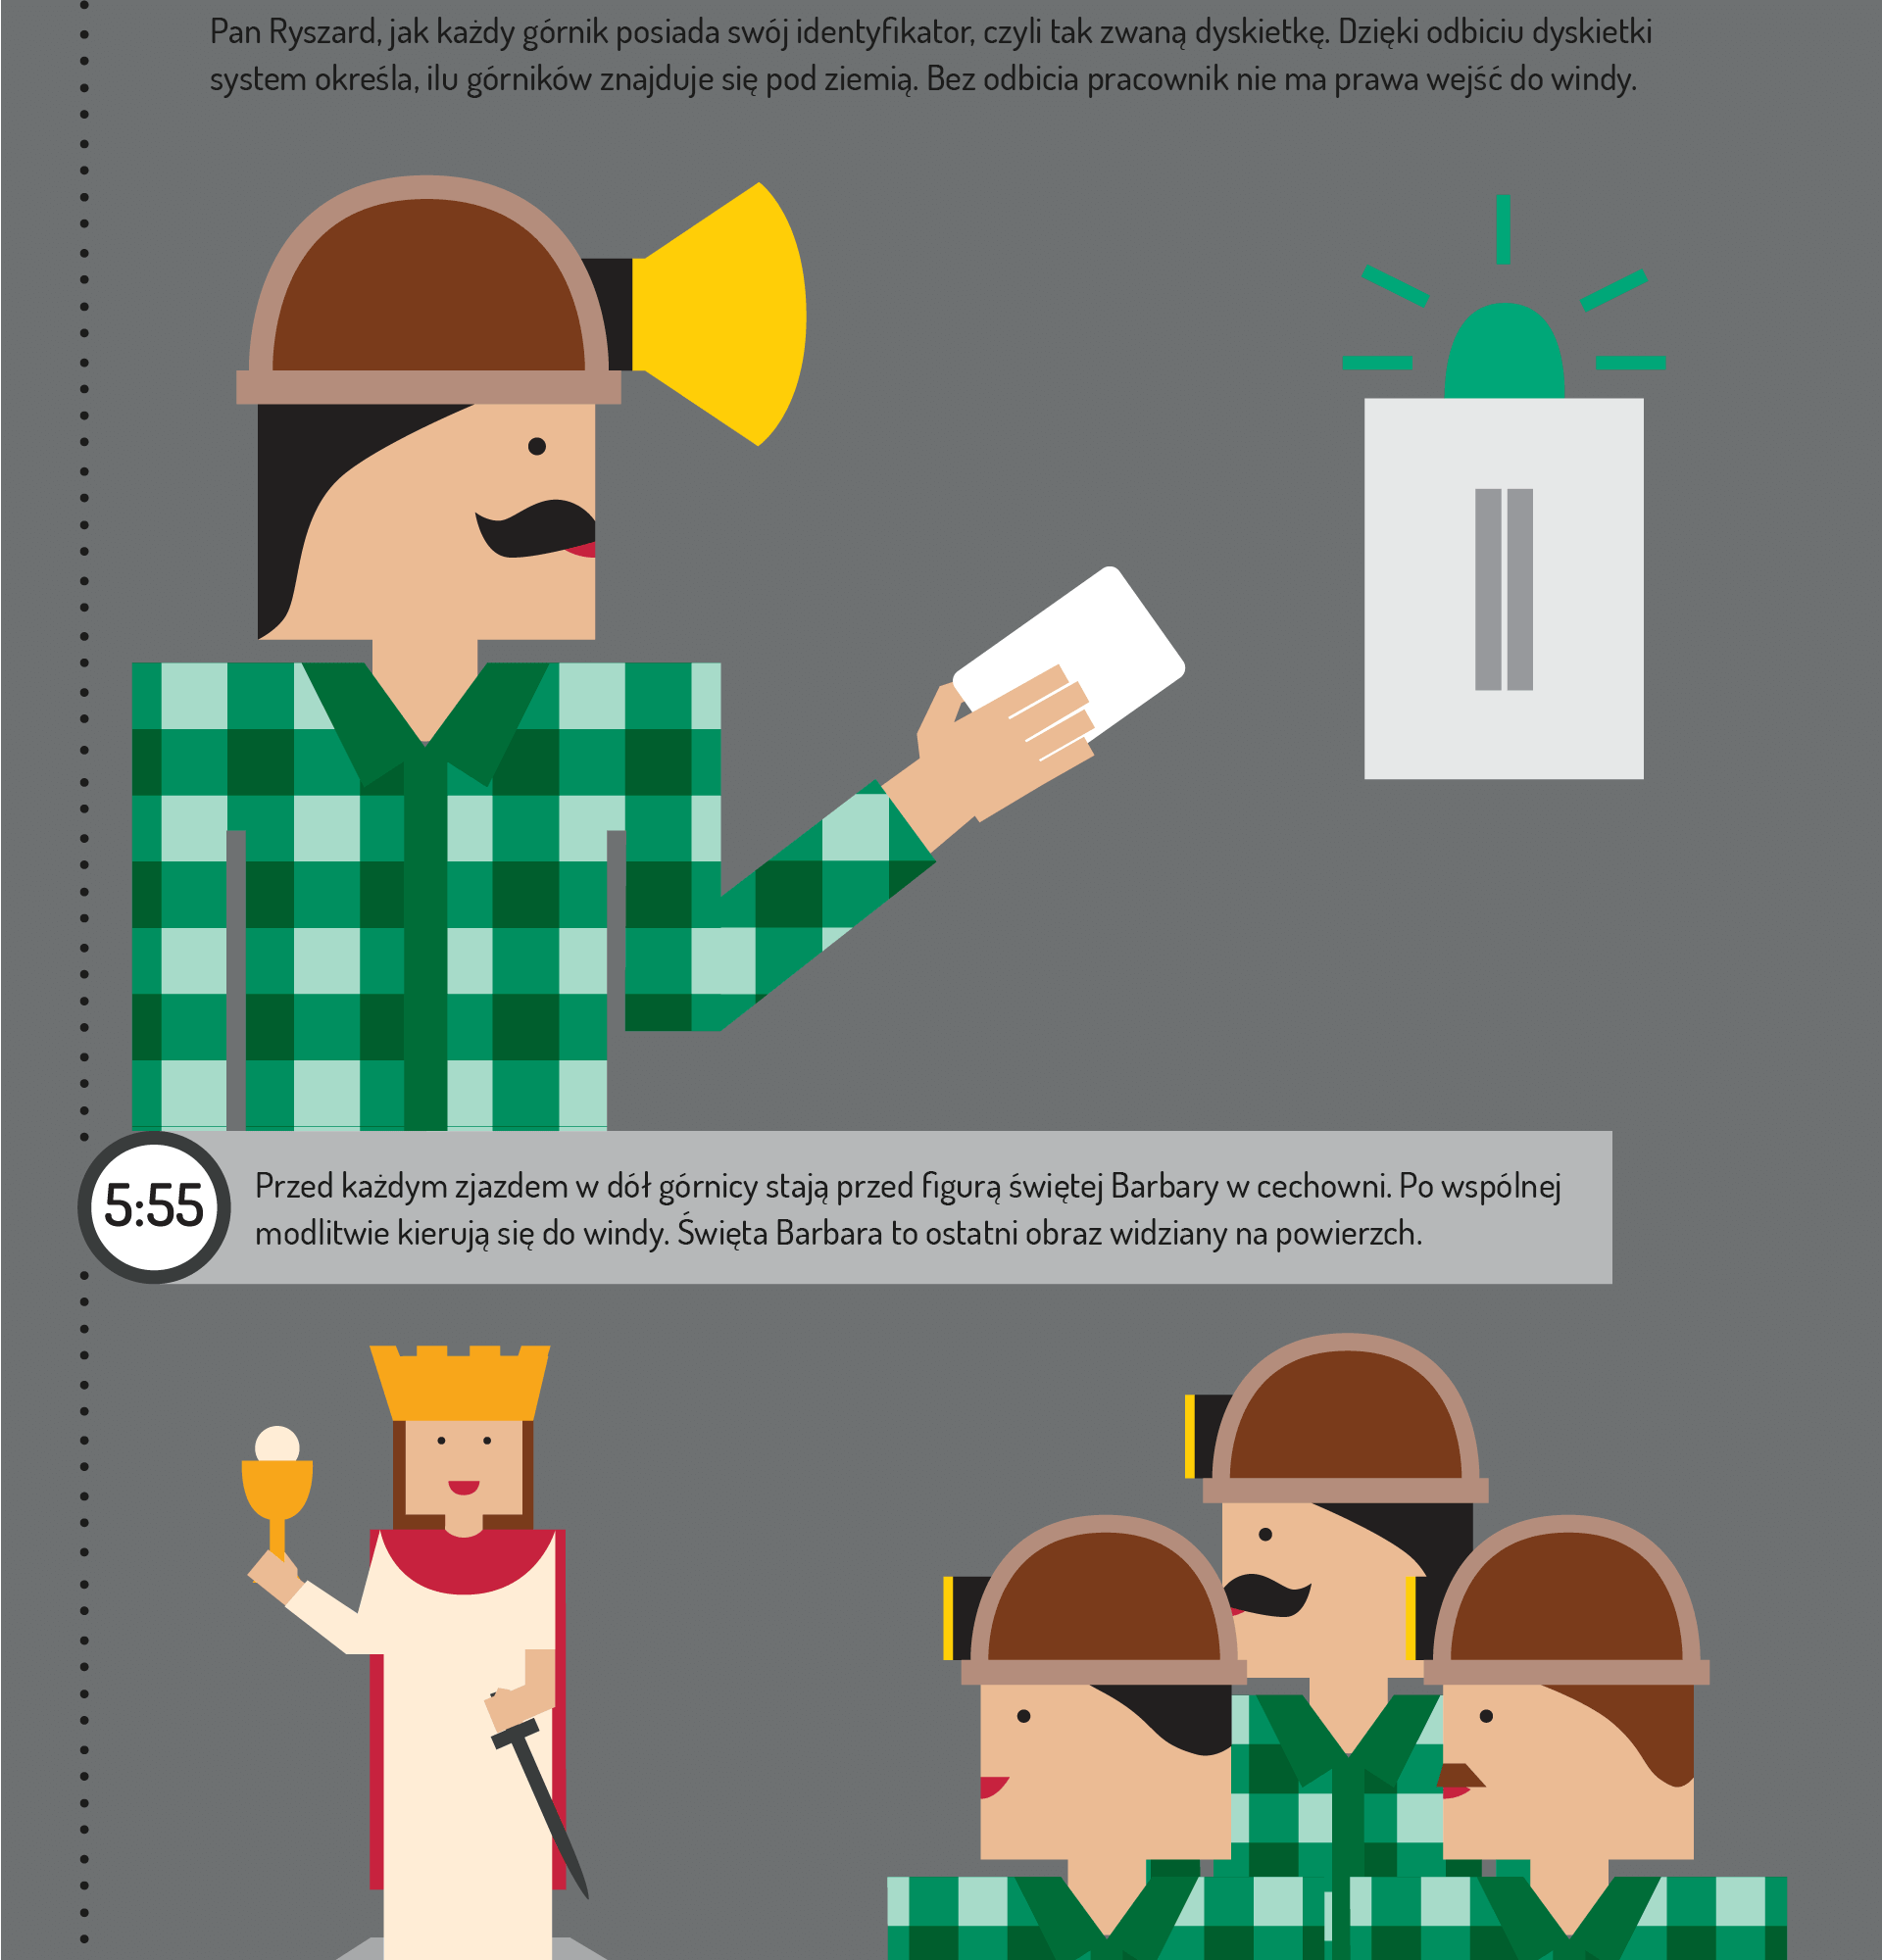 Pan Ryszard, jak każdy górnik posiada swój identyfikator, czyli tak zwaną dyskietkę. Dzięki odbiciu dyskietki
system określa, ilu górników znajduje się pod ziemią. Bez odbicia pracownik nie ma prawa wejść do windy.
5:55
Przed każdym zjazdem w dół górnicy stają przed figurą świętej Barbary w cechowni. Po wspólnej
modlitwie kierują się do windy. Święta Barbara to ostatni obraz widziany na powierzch.